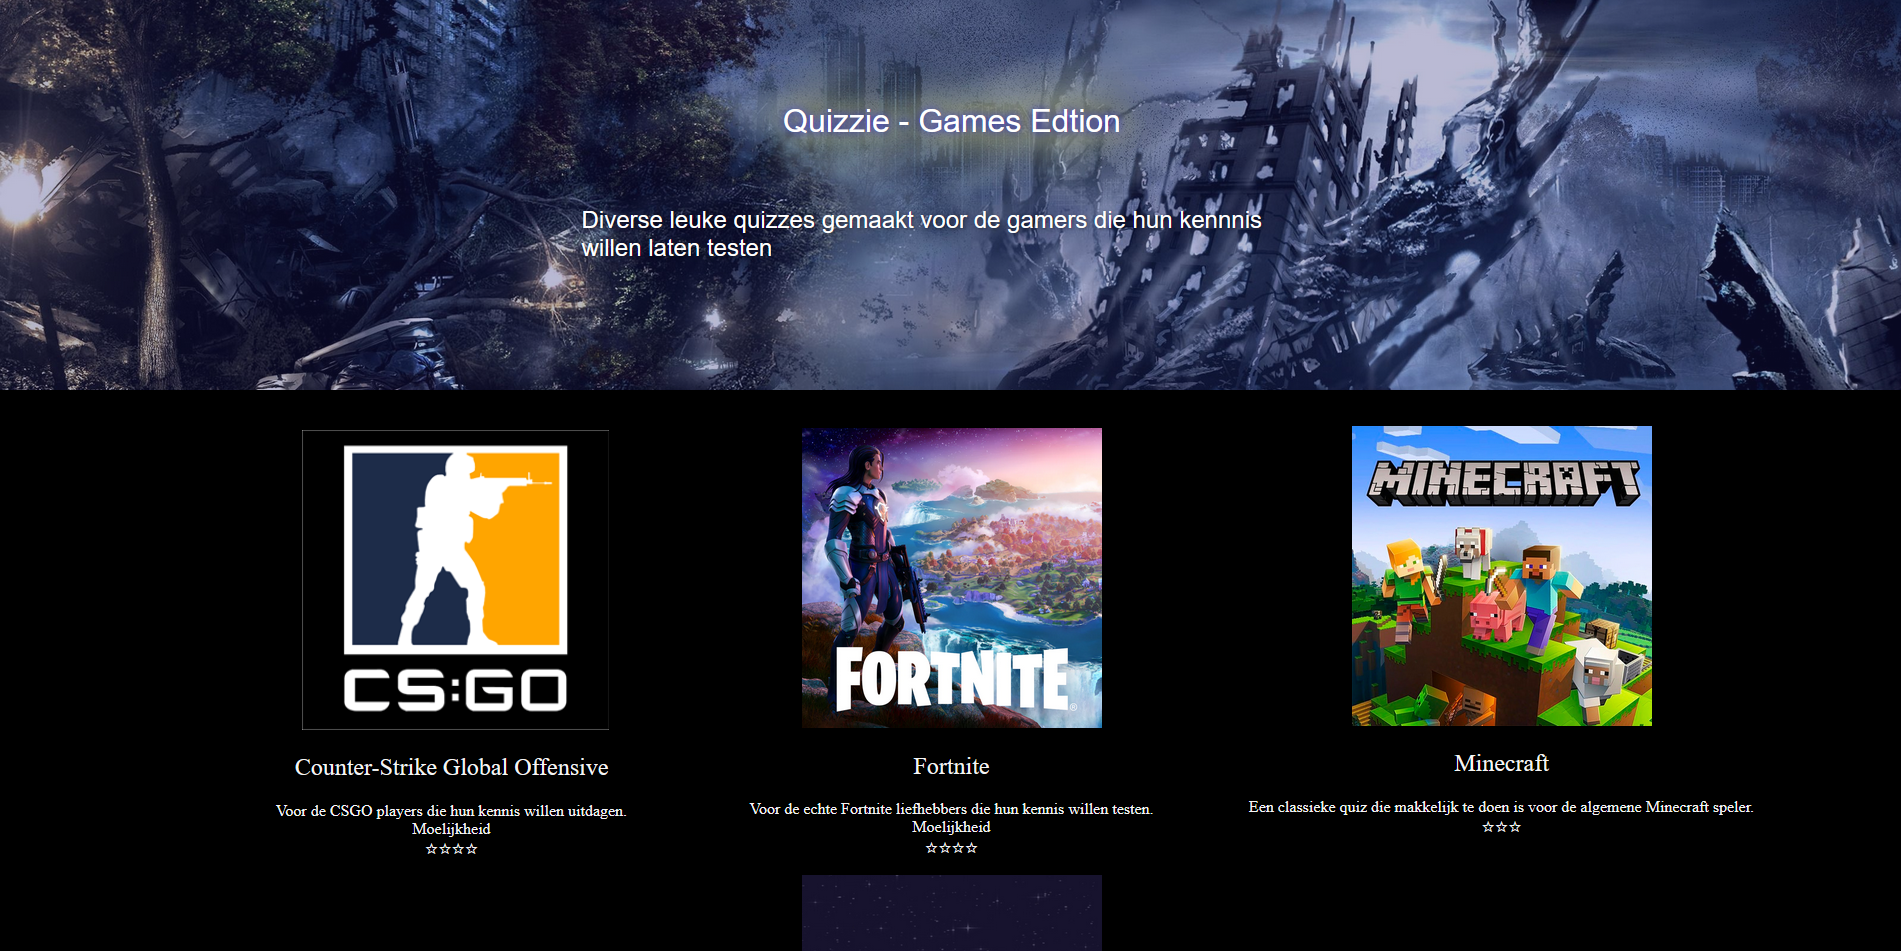 Quizzie - Games Edtion
Diverse leuke quizzes gemaakt voor de gamers die hun kennnis
willen laten testen
CS:GO
Counter-Strike Global Offensive
Voor de CSGO players die hun kennis willen uitdagen.
Moelijkheid
☆☆☆☆
FORTNITE®
Fortnite
Voor de echte Fortnite liefhebbers die hun kennis willen testen.
Moelijkheid
☆☆☆☆
MINECRAFT
Minecraft
Een classieke quiz die makkelijk te doen is voor de algemene Minecraft speler.
☆☆☆